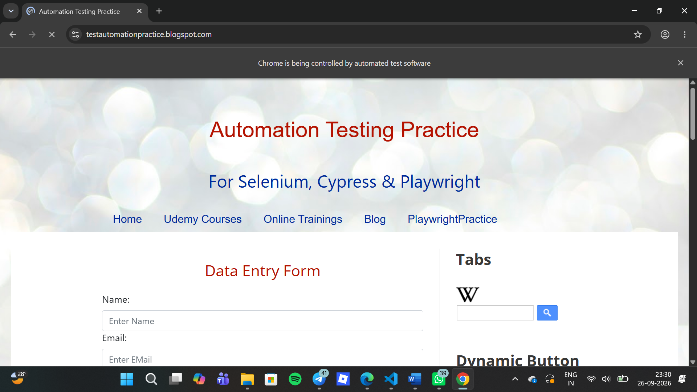 Automation Testing Practice
testautomationpractice.blogspot.com
Chrome is being controlled by automated test software
Automation Testing Practice
For Selenium, Cypress & Playwright
Home Udemy Courses Online Trainings Blog PlaywrightPractice
Data Entry Form
Name:
Enter Name
Email:
Enter EMail
Tabs
Dynamic Button
ENG
IN
23:30
26-09-2026